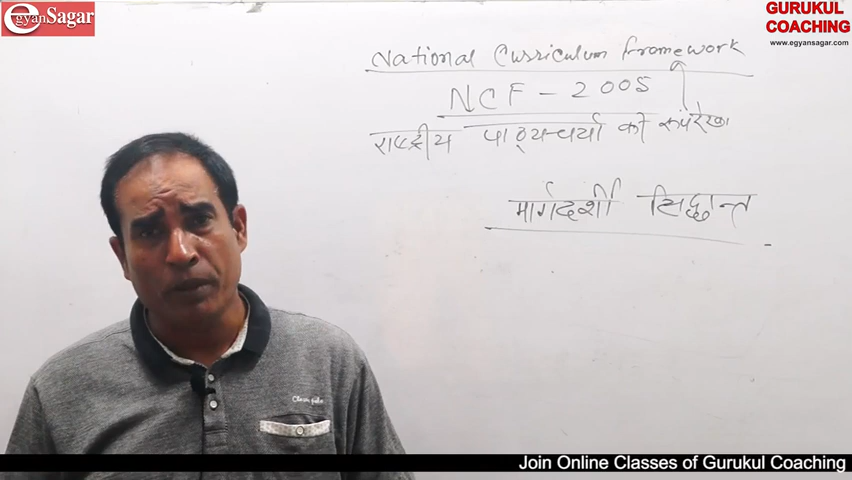 egyanSagar
GURUKUL
COACHING
www.egyansagar.com
National Curriculum Framework
NCF - 2005
राष्ट्रीय पाठ्यचर्या की रूपरेखा
मार्गदर्शी सिद्धान्त
Join Online Classes of Gurukul Coaching